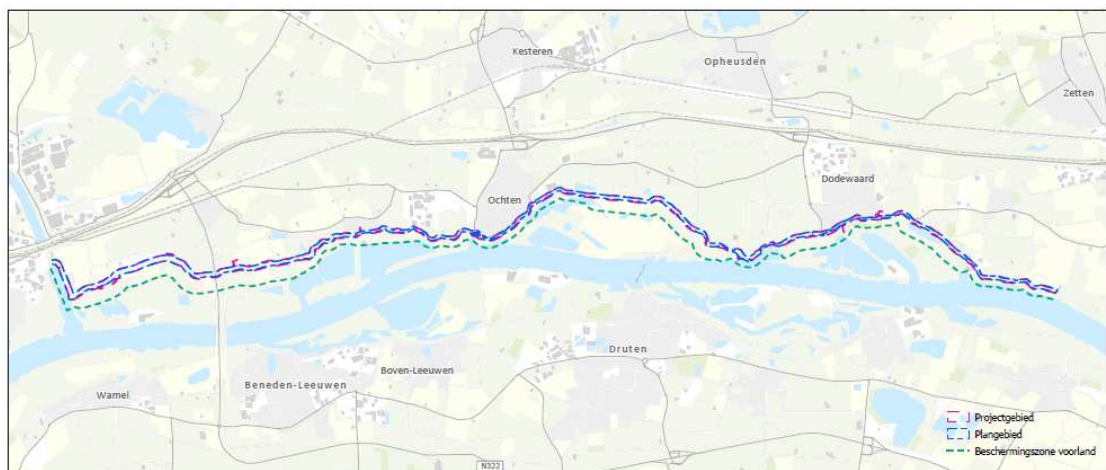 Kesteren
Opheusden
Zetten
Dodewaard
Ochten
Druten
Boven-Leeuwen
Beneden-Leeuwen
Wamel
Projectgebied
Plangebied
Beschermingszone voorland
N322